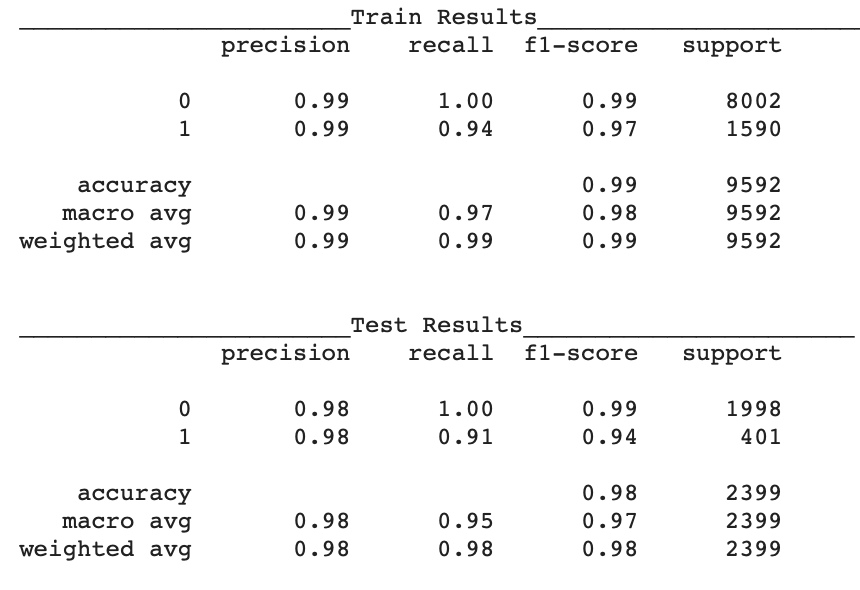 Train Results
precision recall f1-score support
0 0.99 1.00 0.99 8002
1 0.99 0.94 0.97 1590
accuracy 0.99 9592
macro avg 0.99 0.97 0.98 9592
weighted avg 0.99 0.99 0.99 9592
Test Results
precision recall f1-score support
0 0.98 1.00 0.99 1998
1 0.98 0.91 0.94 401
accuracy 0.98 2399
macro avg 0.98 0.95 0.97 2399
weighted avg 0.98 0.98 0.98 2399